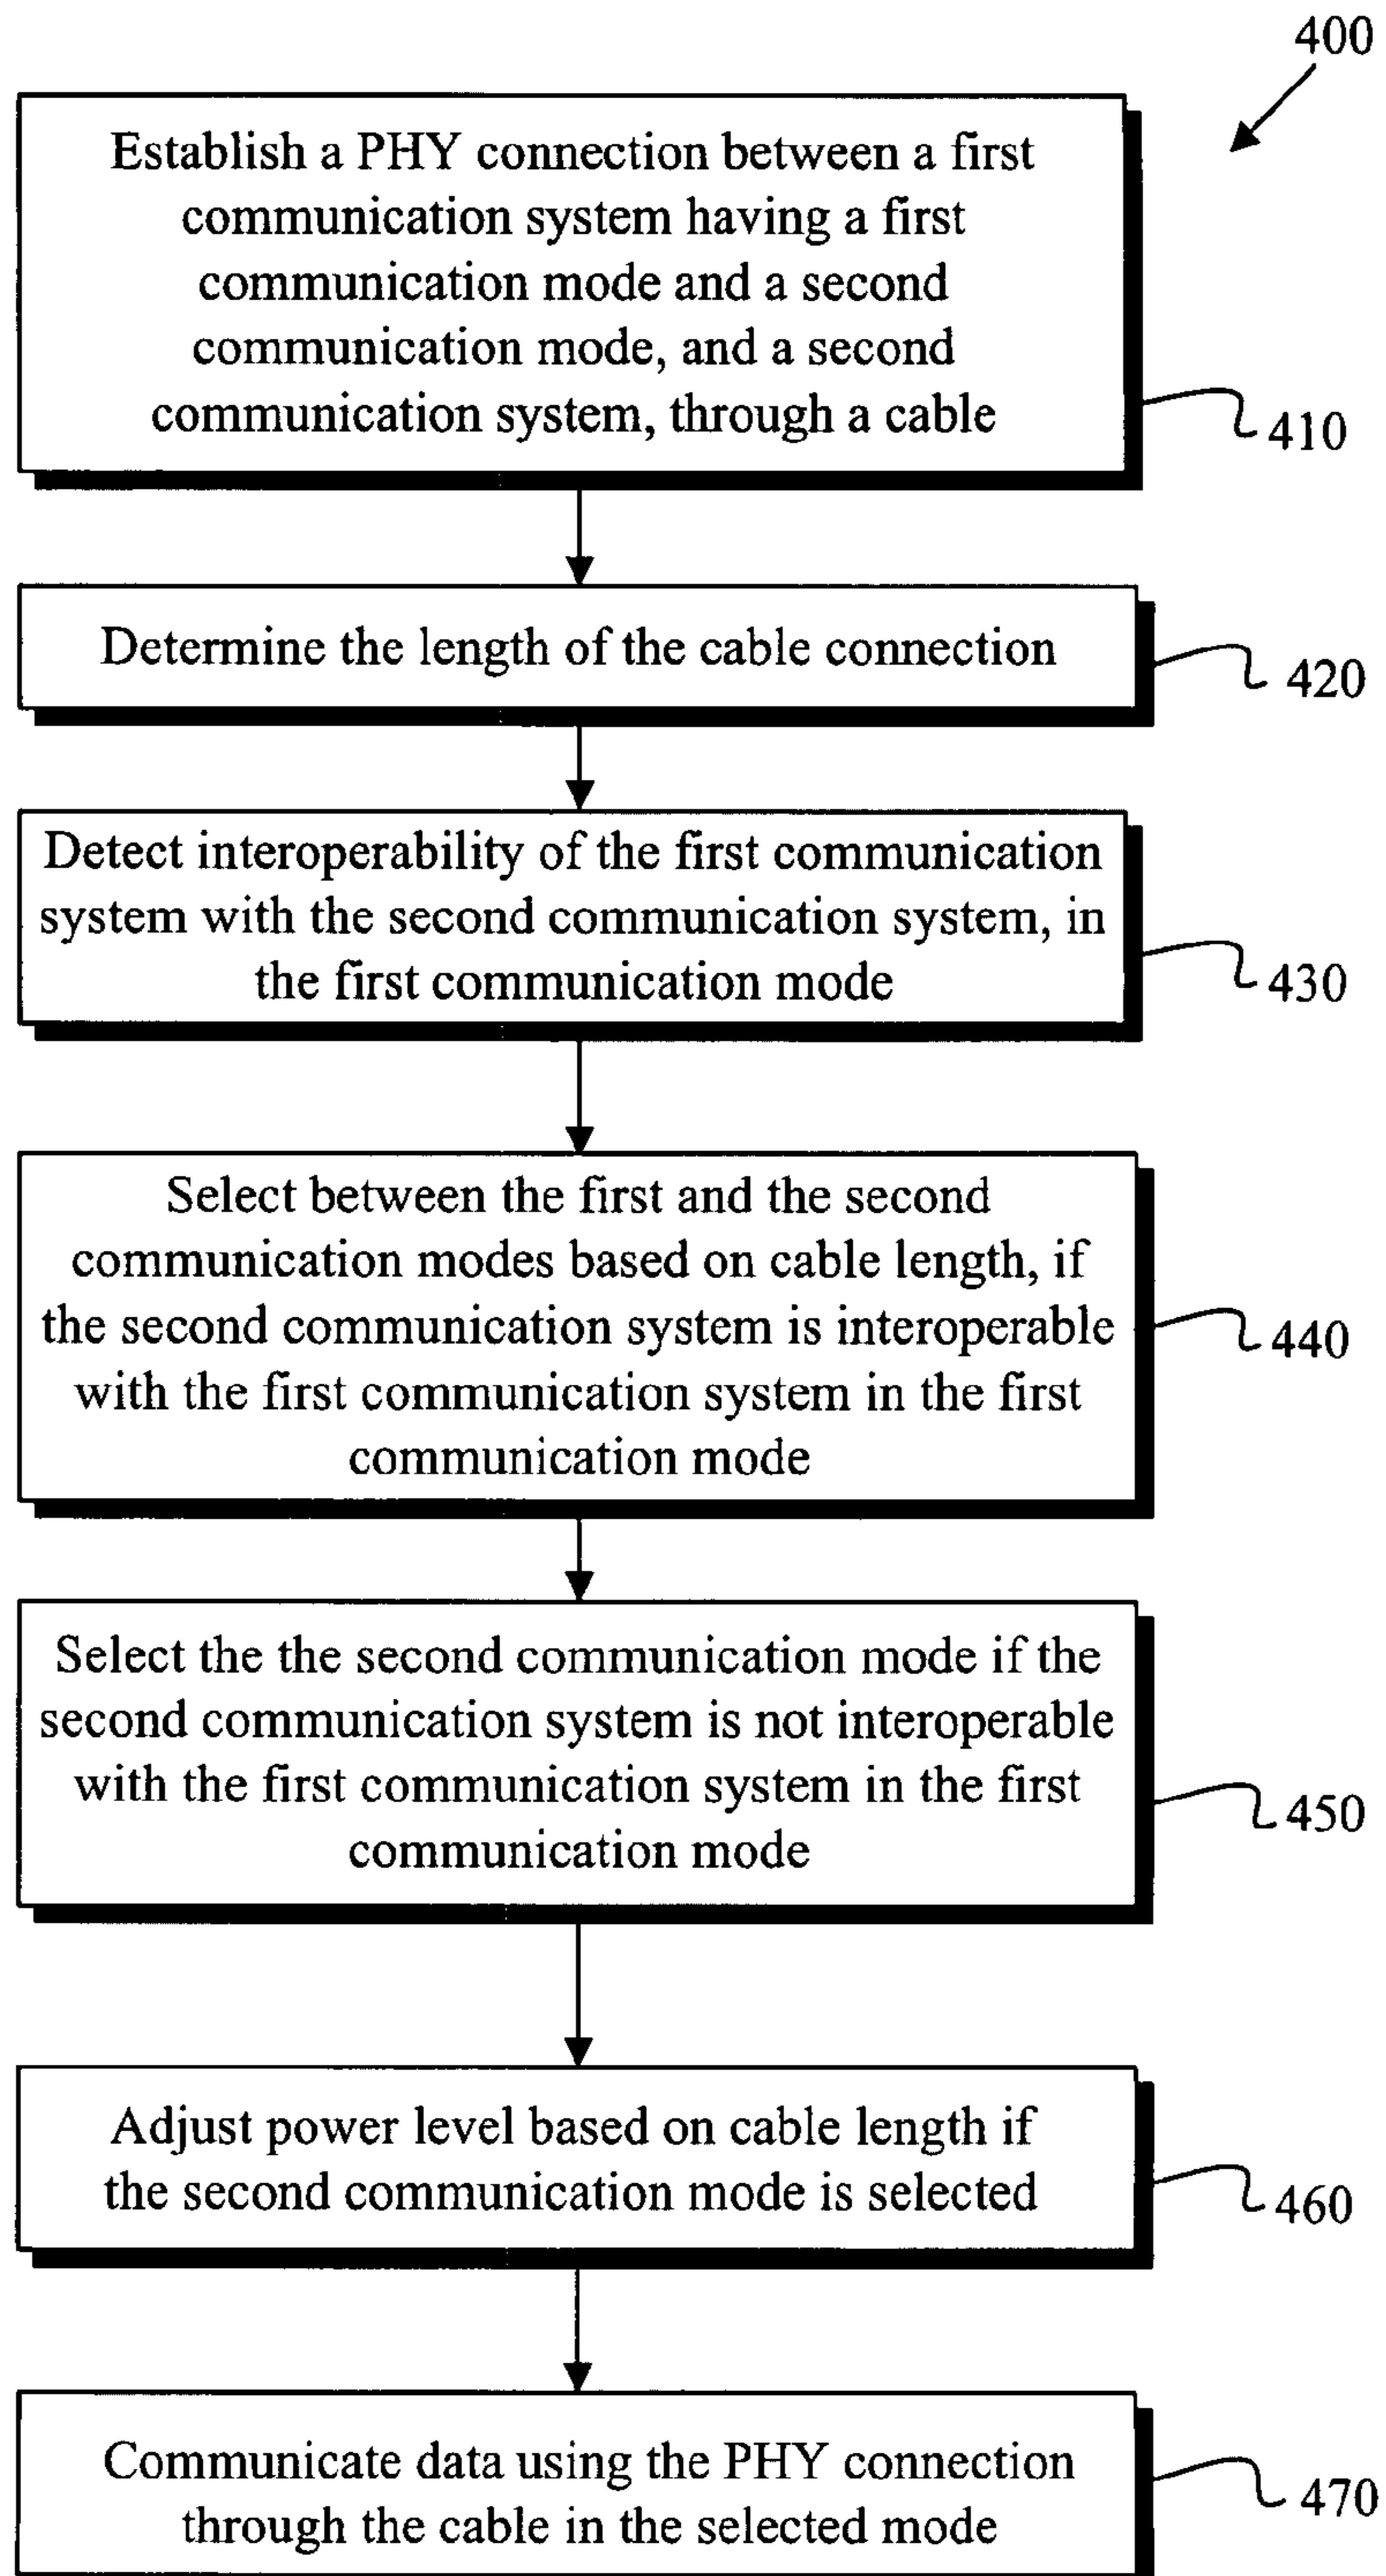 400
Establish a PHY connection between a first
communication system having a first
communication mode and a second
communication mode, and a second
communication system, through a cable
410
Determine the length of the cable connection
420
Detect interoperability of the first communication
system with the second communication system, in
the first communication mode
430
Select between the first and the second
communication modes based on cable length, if
the second communication system is interoperable
with the first communication system in the first
communication mode
440
Select the the second communication mode if the
second communication system is not interoperable
with the first communication system in the first
communication mode
450
Adjust power level based on cable length if
the second communication mode is selected
460
Communicate data using the PHY connection
through the cable in the selected mode
470